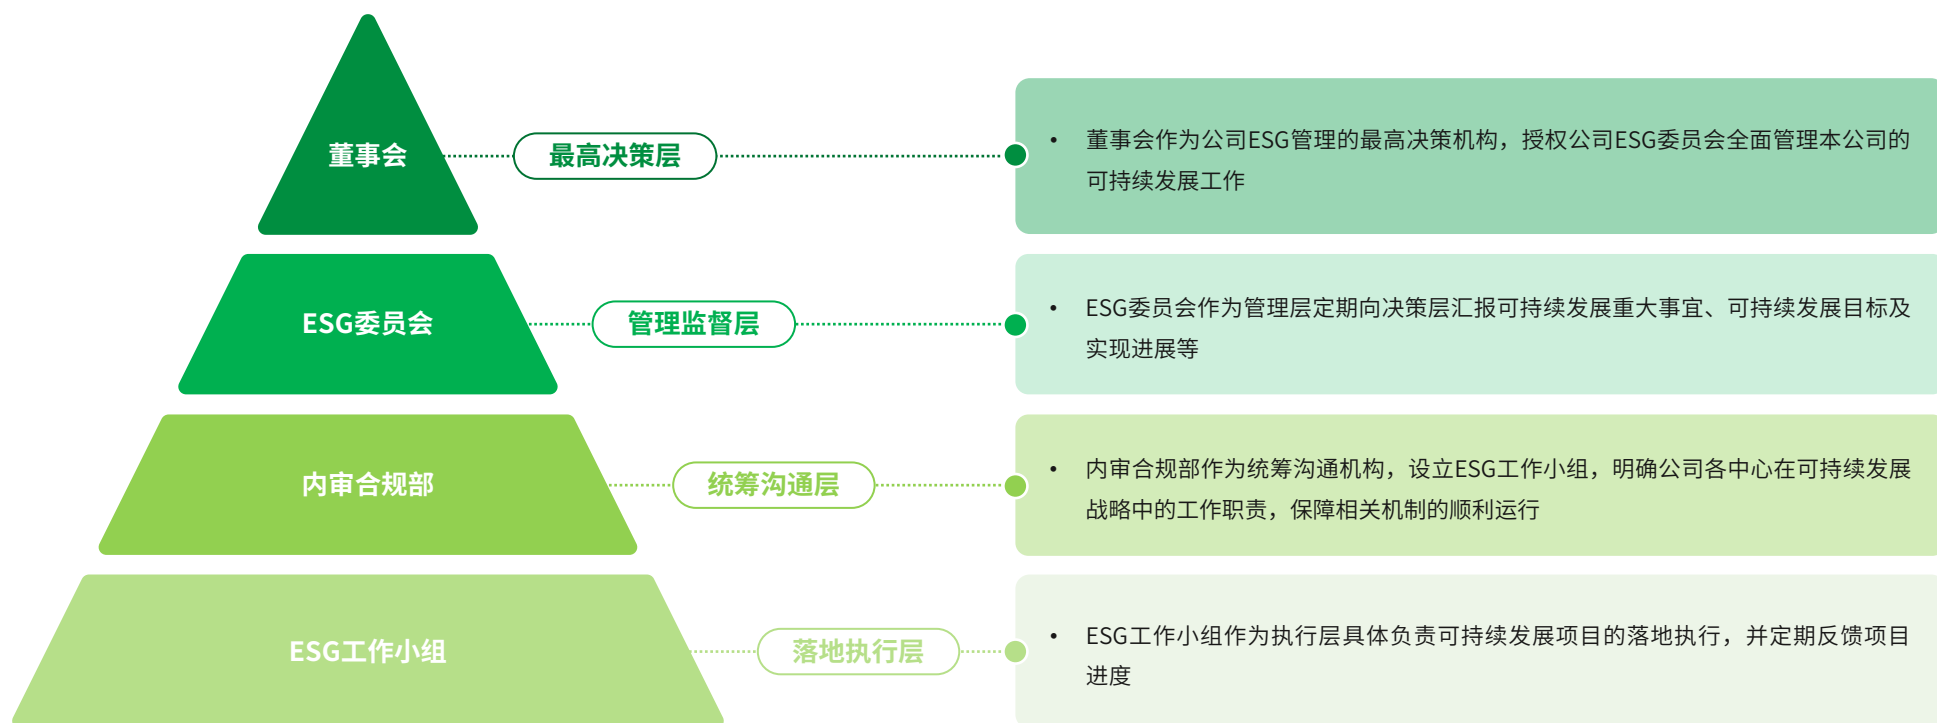 董事会
最高决策层
• 董事会作为公司ESG管理的最高决策机构，授权公司ESG委员会全面管理本公司的
可持续发展工作
ESG委员会
管理监督层
• ESG委员会作为管理层定期向决策层汇报可持续发展重大事宜、可持续发展目标及
实现进展等
内审合规部
统筹沟通层
• 内审合规部作为统筹沟通机构，设立ESG工作小组，明确公司各中心在可持续发展
战略中的工作职责，保障相关机制的顺利运行
ESG工作小组
落地执行层
• ESG工作小组作为执行层具体负责可持续发展项目的落地执行，并定期反馈项目
进度